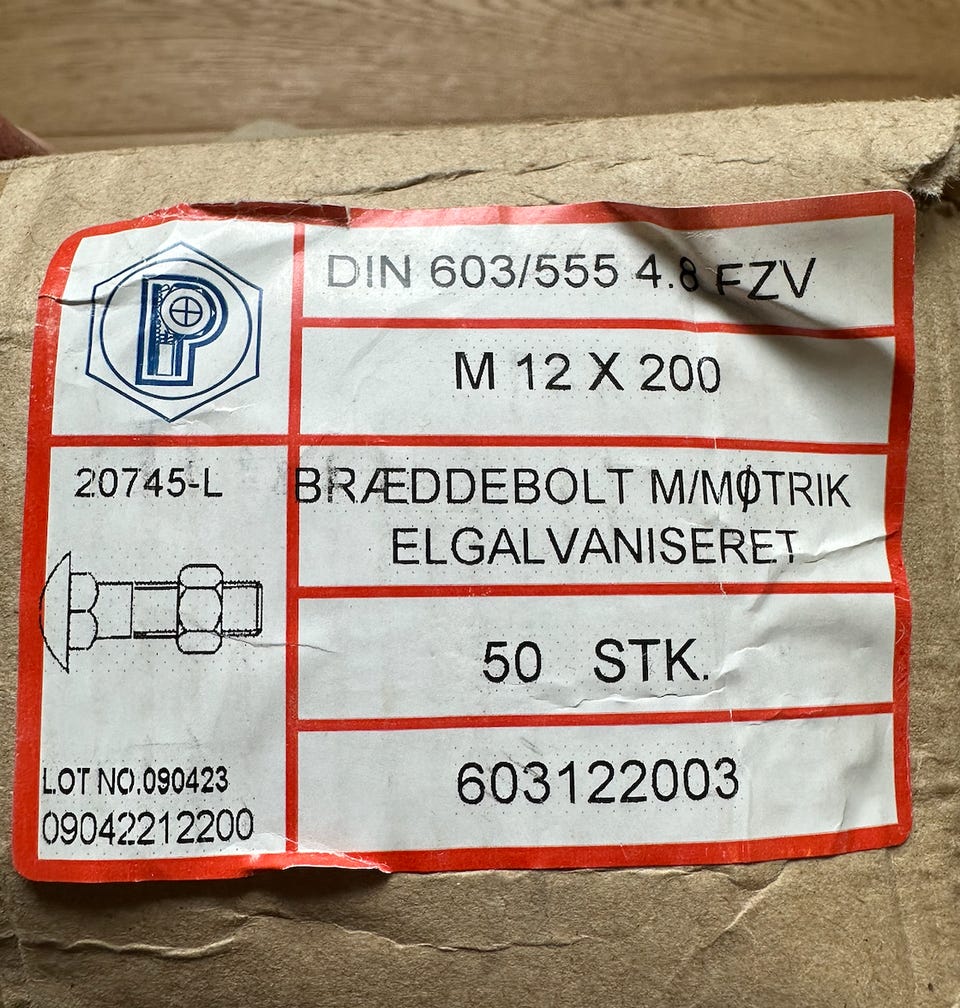 DIN 603/555 4.8 FZV
M 12 X 200
20745-L
BRÆDDEBOLT M/MØTRIK
ELGALVANISERET
50 STK.
LOT NO.090423
09042212200
603122003